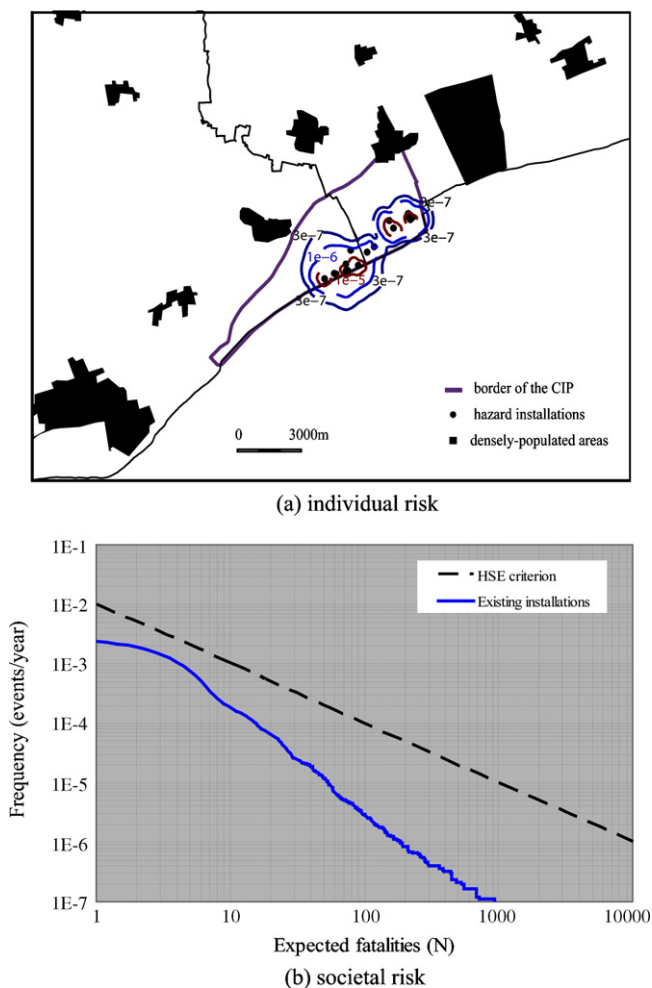 3e-7
3e-7
3e-7
1e-6
1e-5
3e-7
3e-7
border of the CIP
hazard installations
densely-populated areas
0 3000m
(a) individual risk
1E-1
1E-2
1E-3
1E-4
1E-5
1E-6
1E-7
Frequency (events/year)
HSE criterion
Existing installations
1 10 100 1000 10000
Expected fatalities (N)
(b) societal risk